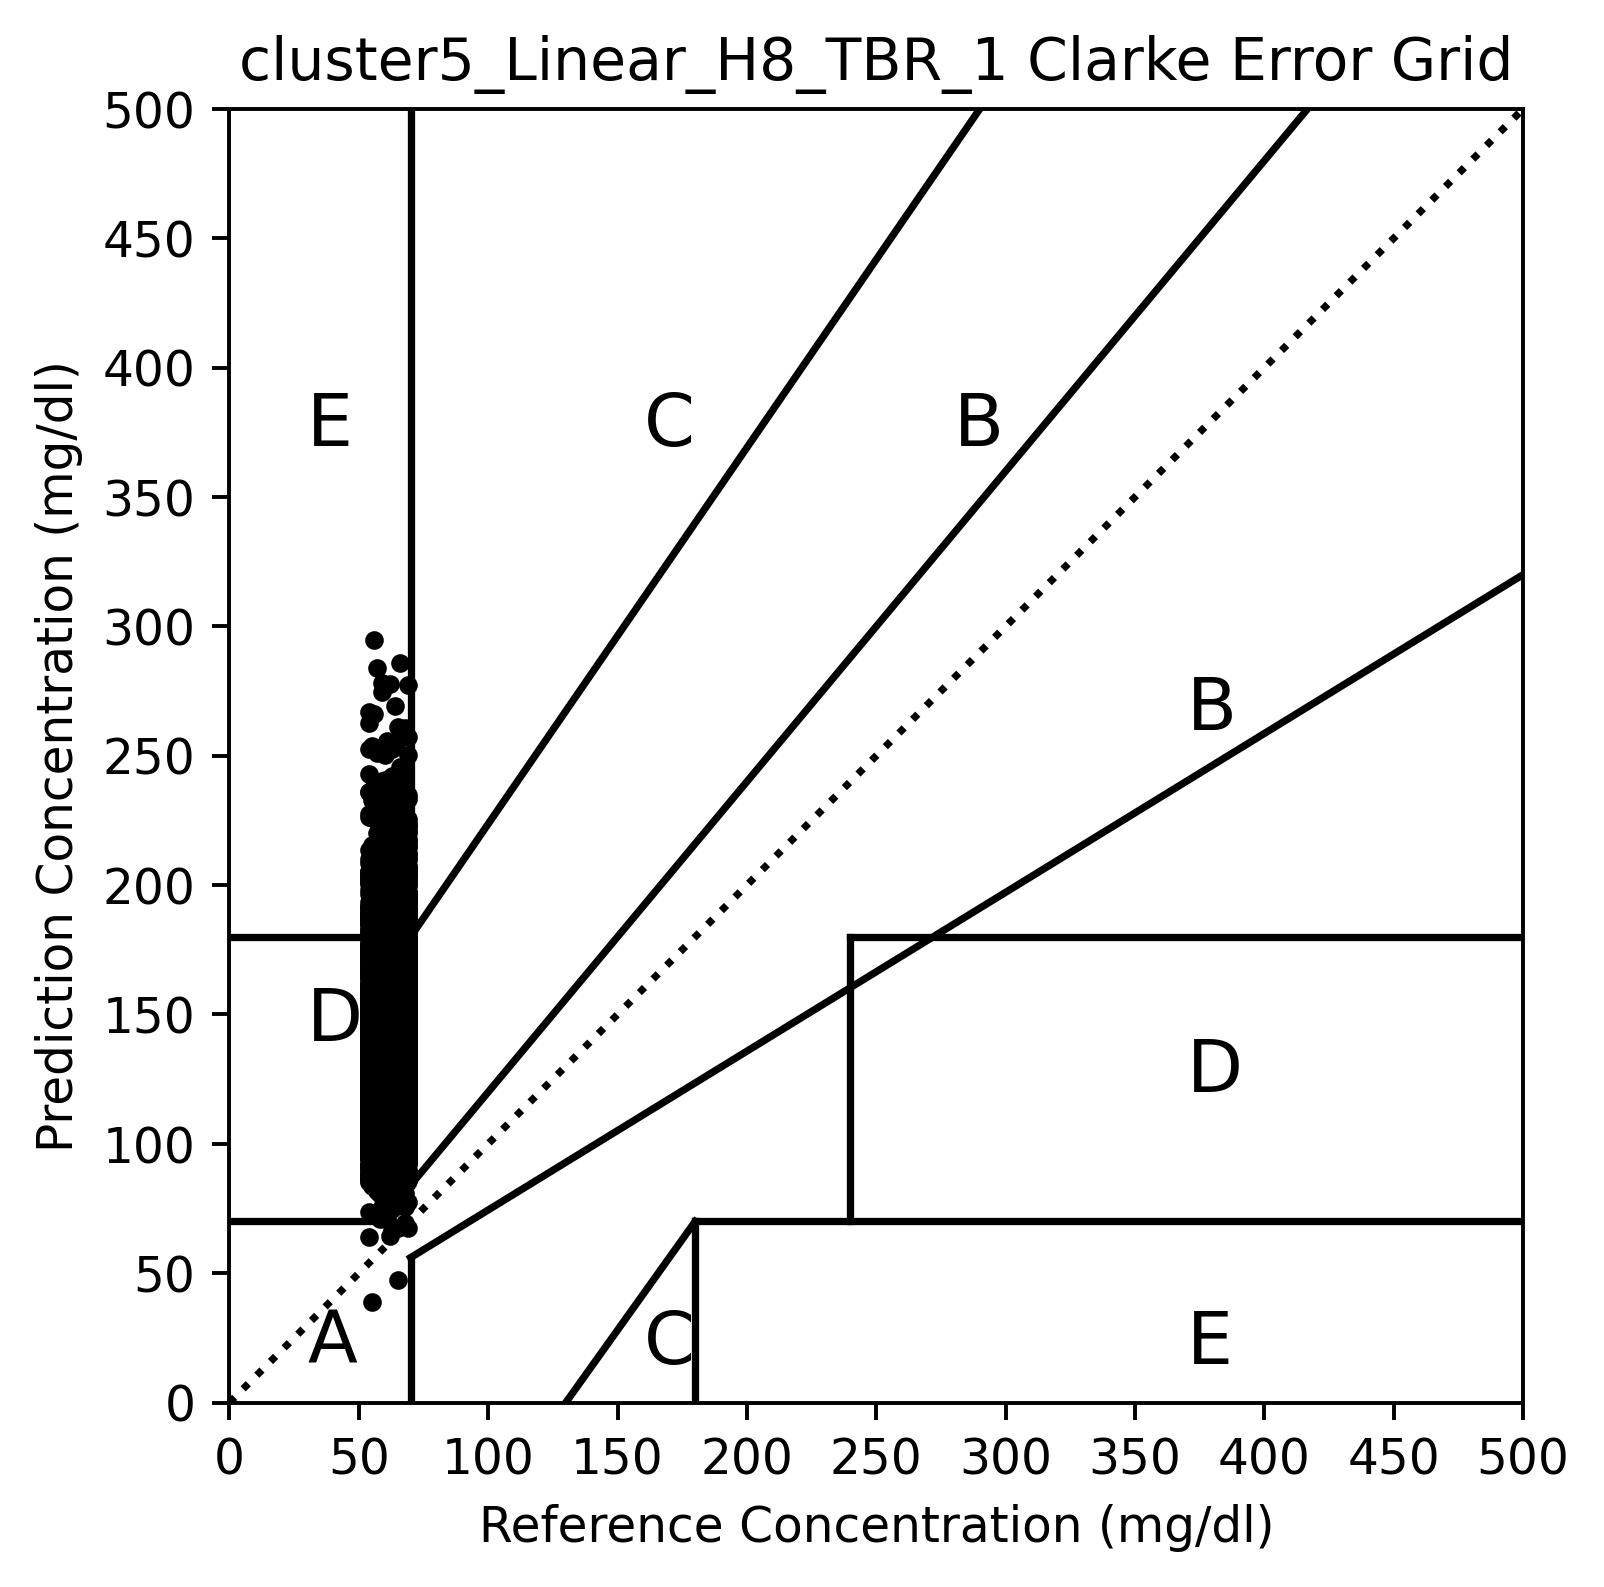 cluster5_Linear_H8_TBR_1 Clarke Error Grid
Prediction Concentration (mg/dl)
500
450
400
350
300
250
200
150
100
50
0
E
C
B
B
D
D
A
C
E
0 50 100 150 200 250 300 350 400 450 500
Reference Concentration (mg/dl)